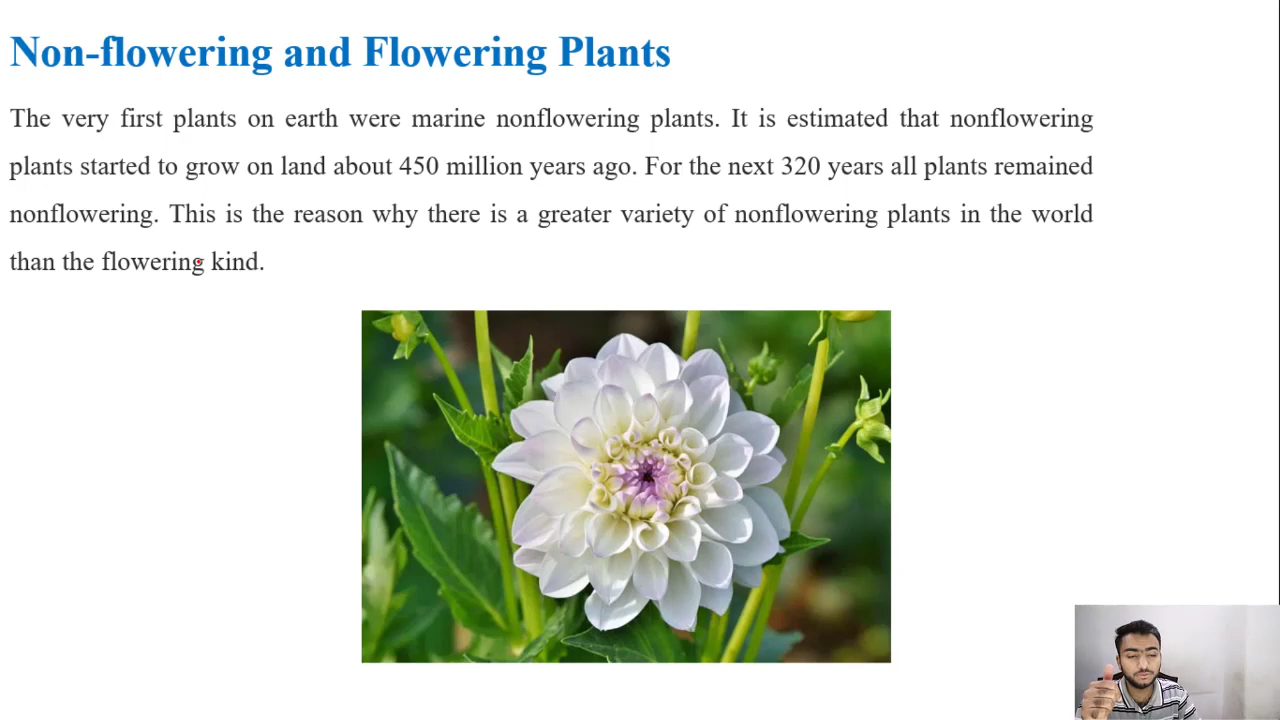 Non-flowering and Flowering Plants
The very first plants on earth were marine nonflowering plants. It is estimated that nonflowering
plants started to grow on land about 450 million years ago. For the next 320 years all plants remained
nonflowering. This is the reason why there is a greater variety of nonflowering plants in the world
than the flowering kind.